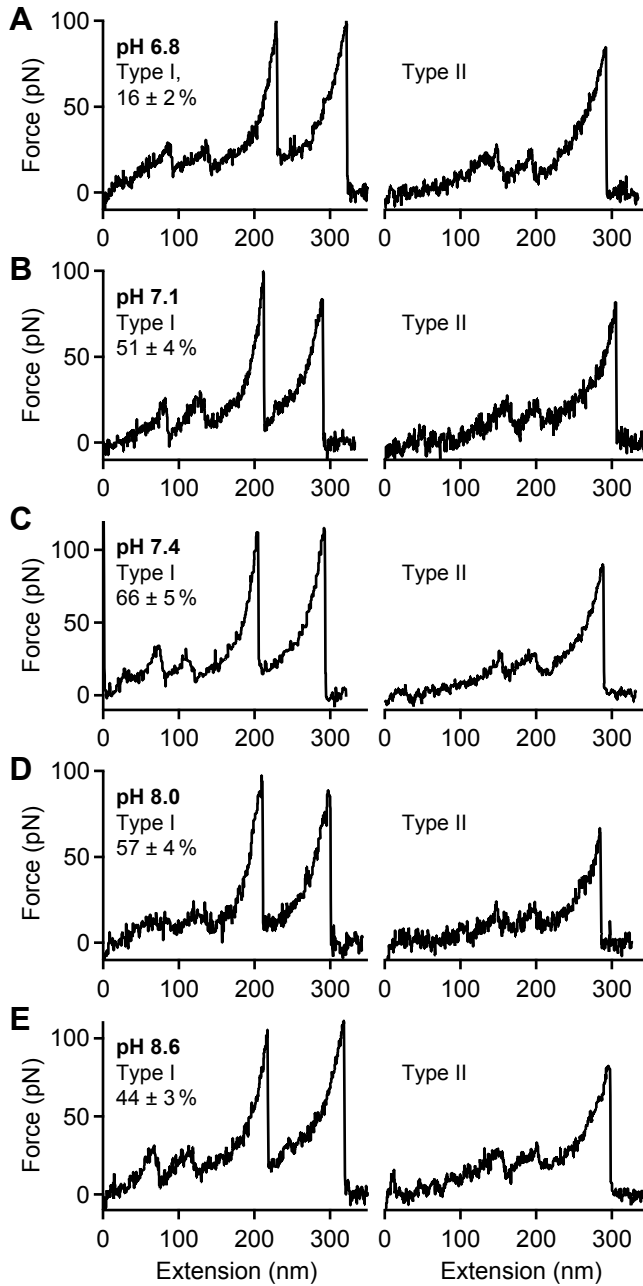 A
pH 6.8
Type I,
16 ± 2 %
Type II
Force (pN)
100
50
0
0 100 200 300
0 100 200 300
B
pH 7.1
Type I
51 ± 4 %
Type II
Force (pN)
100
50
0
0 100 200 300
0 100 200 300
C
pH 7.4
Type I
66 ± 5 %
Type II
Force (pN)
100
50
0
0 100 200 300
0 100 200 300
D
pH 8.0
Type I
57 ± 4 %
Type II
Force (pN)
100
50
0
0 100 200 300
0 100 200 300
E
pH 8.6
Type I
44 ± 3 %
Type II
Force (pN)
100
50
0
0 100 200 300
0 100 200 300
Extension (nm)
Extension (nm)